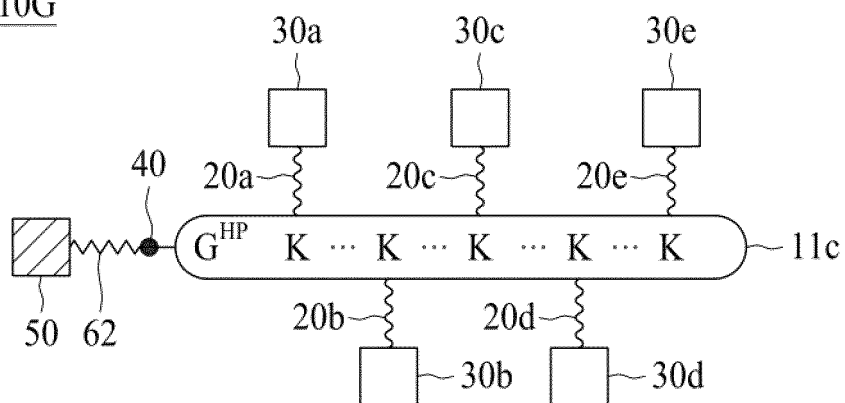 10G
30a 30c 30e
40 20a 20c 20e
G^HP K ··· K ··· K ··· K ··· K 11c
50 62 20b 20d
30b 30d